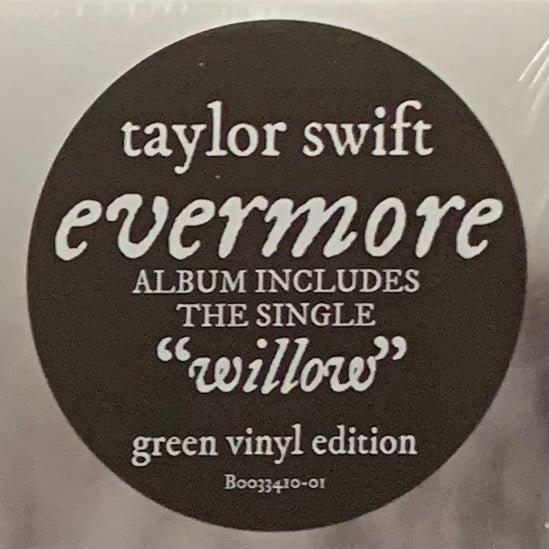 taylor swift
evermore
ALBUM INCLUDES
THE SINGLE
“willow”
green vinyl edition
B0033410-01